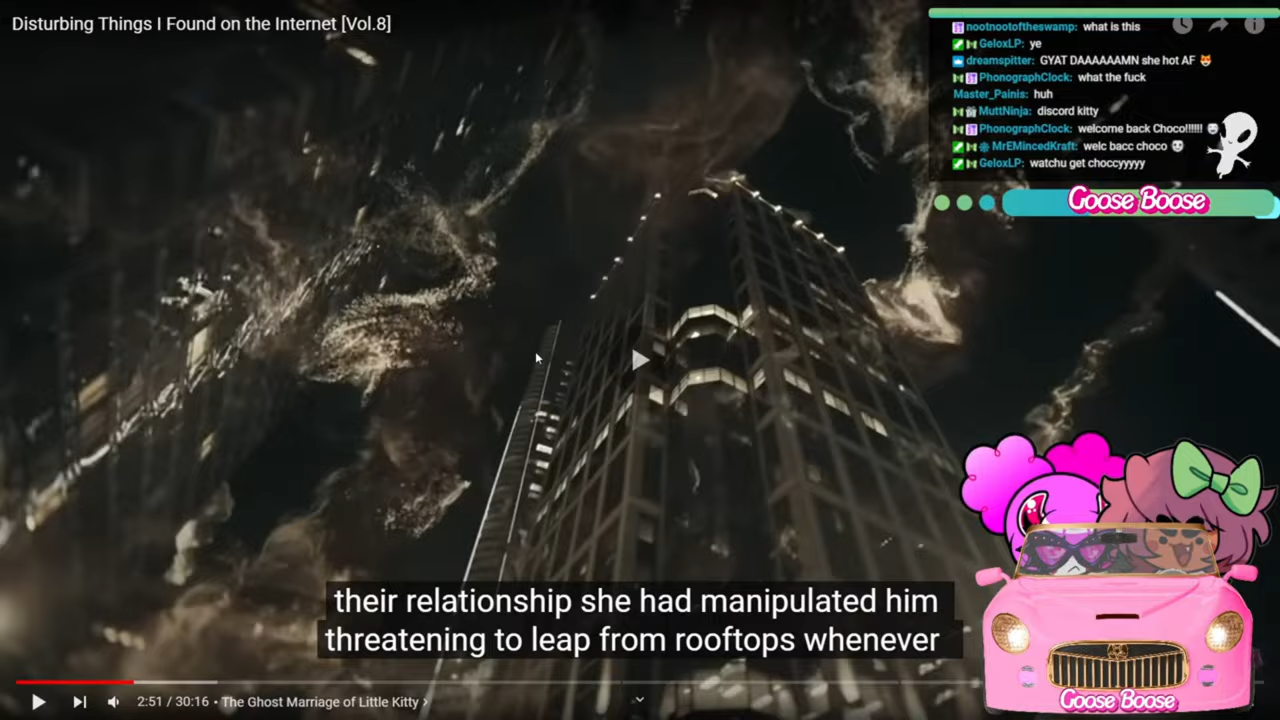 Disturbing Things I Found on the Internet [Vol.8]
nootnootoftheswamp: what is this
GeloxLP: ye
dreamspitter: GYAT DAAAAAAMN she hot AF
PhonographClock: what the fuck
Master_Painis: huh
MuttNinja: discord kitty
PhonographClock: welcome back Choco!!!!!!
MrEMincedKraft: welc bacc choco
GeloxLP: watchu get choccyyyyy
Goose Boose
their relationship she had manipulated him
threatening to leap from rooftops whenever
2:51 / 30:16 • The Ghost Marriage of Little Kitty
Goose Boose